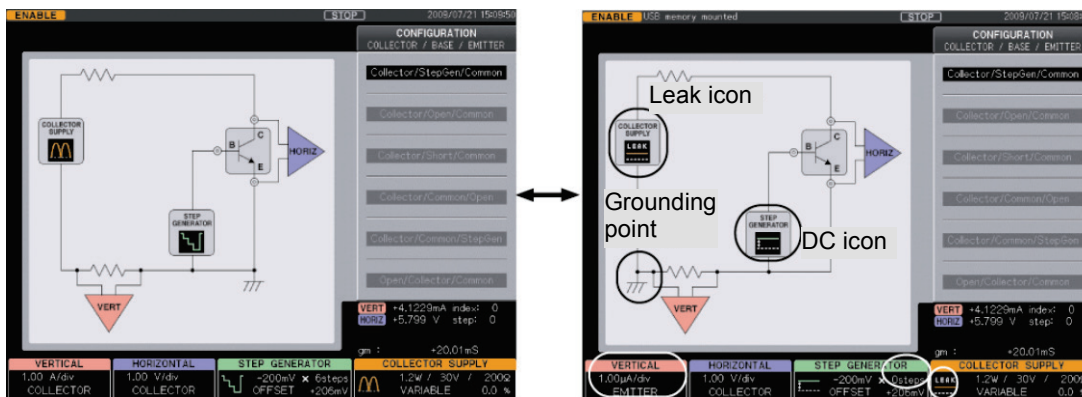 ENABLE
STOP
2009/07/21 15:09:50
CONFIGURATION
COLLECTOR / BASE / EMITTER
Collector/StepGen/Common
Collector/Open/Common
Collector/Short/Common
Collector/Common/Open
Collector/Common/StepGen
Open/Collector/Common
COLLECTOR
SUPPLY
B
C
E
HORIZ
STEP
GENERATOR
VERT
VERT +4.1229mA index: 0
HORIZ +5.799 V step: 0
gm : +20.01mS
VERTICAL
1.00 A/div
COLLECTOR
HORIZONTAL
1.00 V/div
COLLECTOR
STEP GENERATOR
-200mV × 6steps
OFFSET +206mV
COLLECTOR SUPPLY
1.2W / 30V / 200Ω
VARIABLE 0.0 %
ENABLE USB memory mounted
STOP
2009/07/21
CONFIGURATION
COLLECTOR / BASE / EMITTER
Collector/StepGen/Common
Collector/Open/Common
Collector/Short/Common
Collector/Common/Open
Collector/Common/StepGen
Open/Collector/Common
Leak icon
COLLECTOR
SUPPLY
LEAK
B
C
E
HORIZ
Grounding
point
STEP
GENERATOR
DC icon
VERT
VERT +4.1229mA index: 0
HORIZ +5.799 V step: 0
gm : +20.01mS
VERTICAL
1.00μA/div
EMITTER
HORIZONTAL
1.00 V/div
COLLECTOR
STEP GENERATOR
-200mV × 0steps
OFFSET +206mV
COLLECTOR SUPPLY
LEAK
1.2W / 30V / 200Ω
VARIABLE 0.0 %